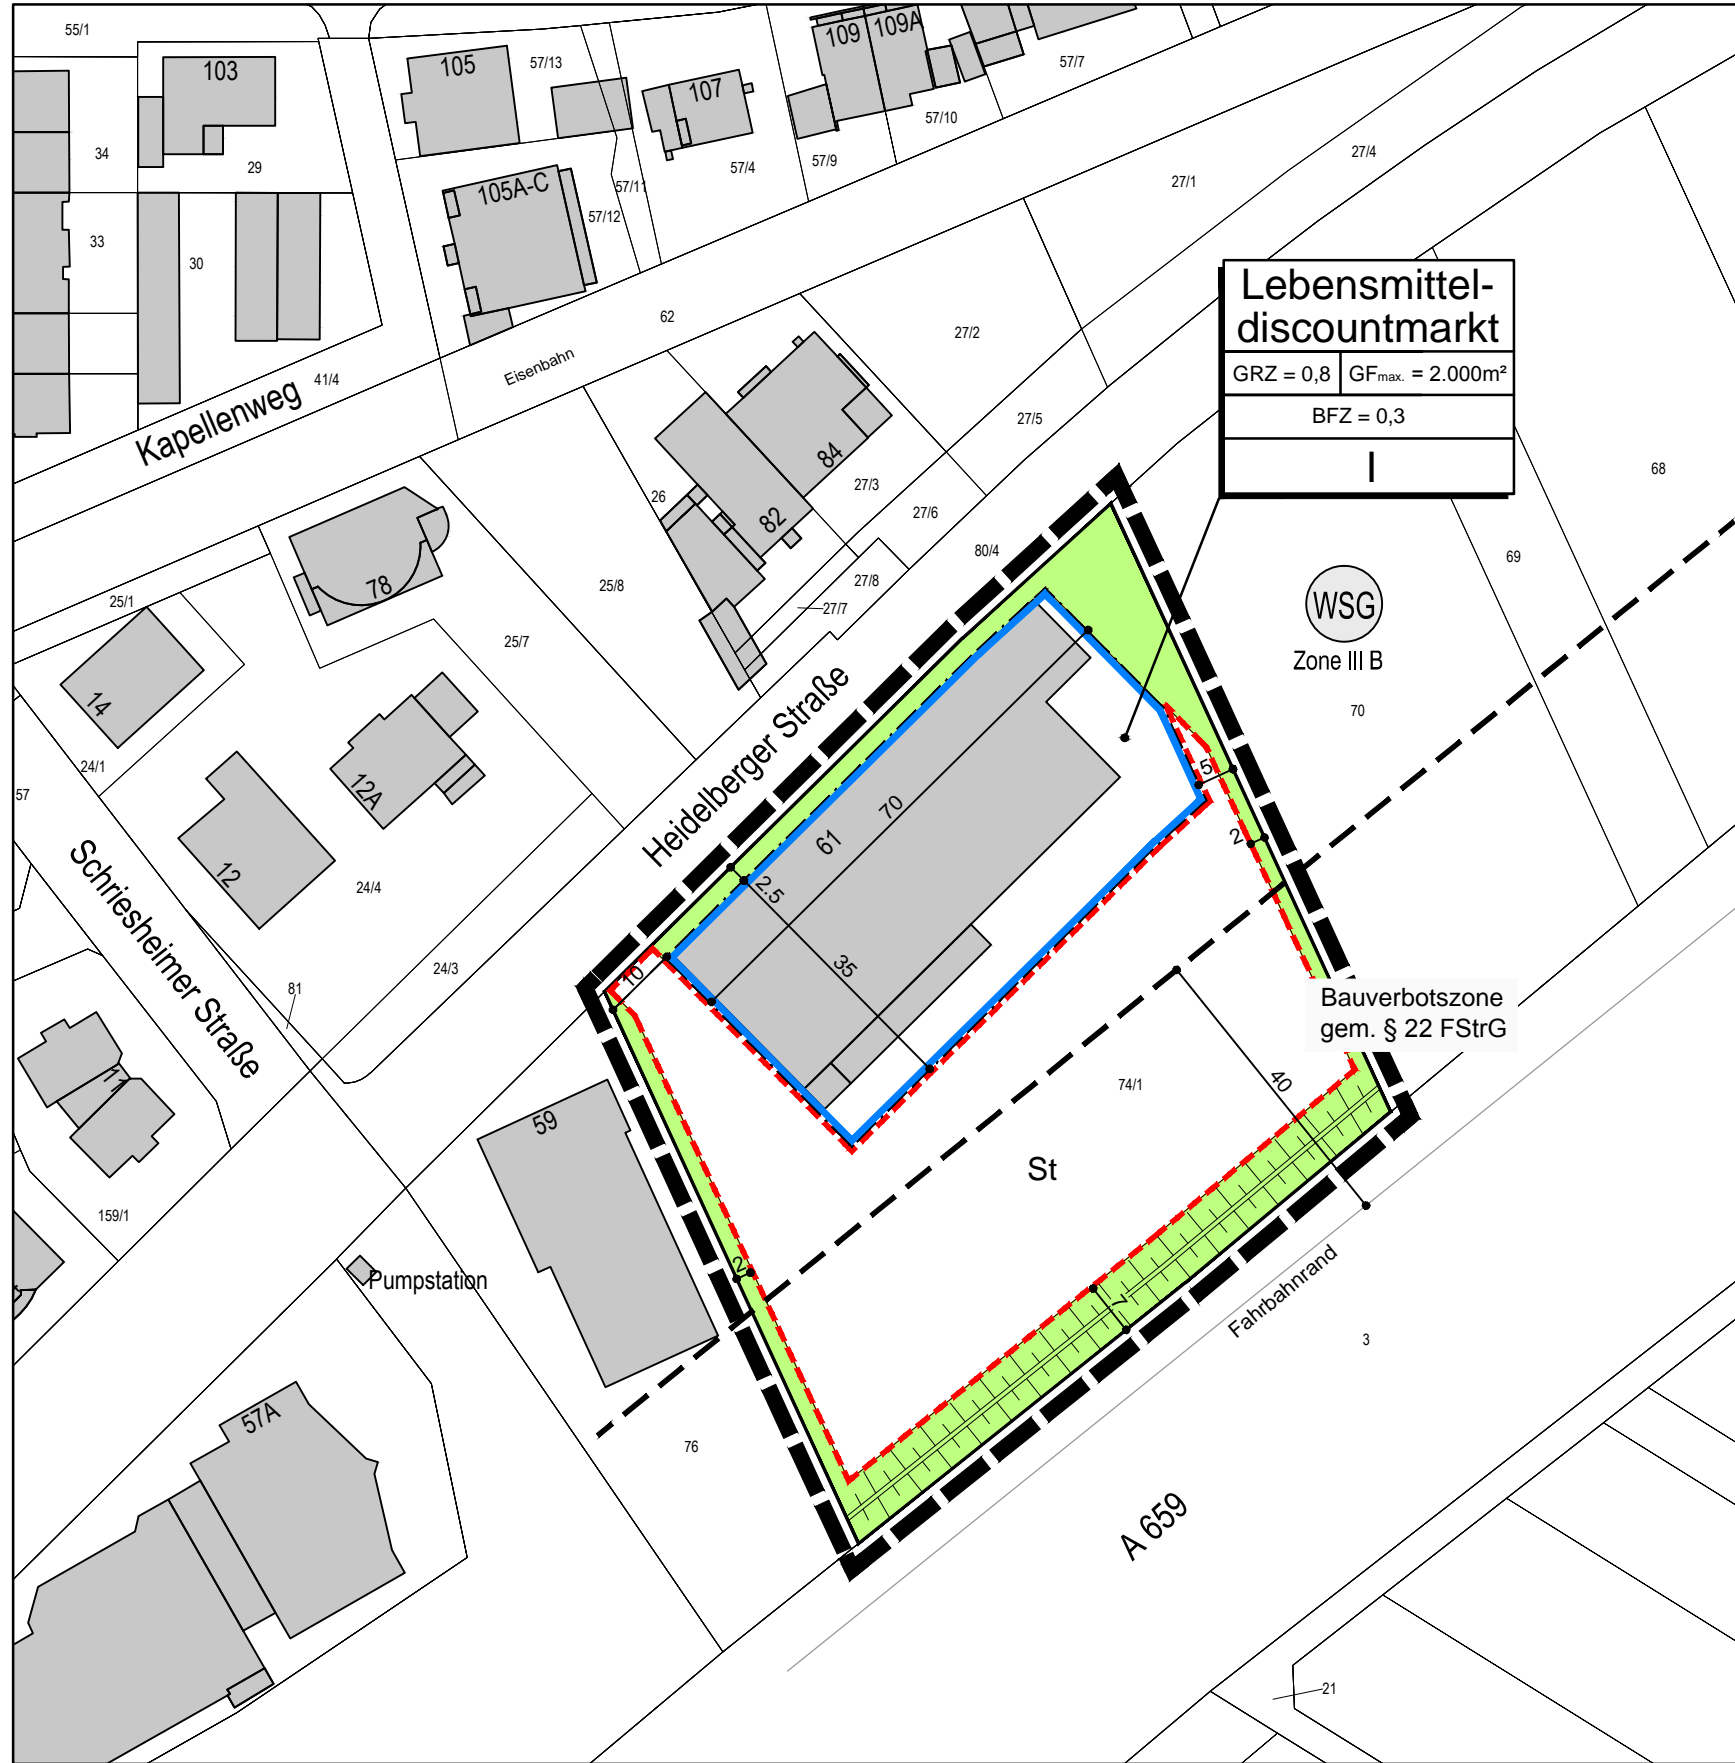 55/1
103
105
57/13
107
109
109A
57/7
57/10
34
29
105A-C
57/11
57/12
57/4
57/9
27/4
27/1
33
30
62
27/2
Eisenbahn
41/4
Kapellenweg
Lebensmittel-
discountmarkt
GRZ = 0,8
GFmax. = 2.000m²
BFZ = 0,3
I
27/5
84
27/3
26
82
27/6
68
69
80/4
78
25/1
25/8
27/8
27/7
25/7
WSG
Zone III B
70
14
24/1
12A
57
12
24/4
Heidelberger Straße
70
61
5
2
2.5
Schriesheimer Straße
24/3
81
10
35
Bauverbotszone
gem. § 22 FStrG
11
59
74/1
40
St
159/1
Pumpstation
2
7
Fahrbahnrand
3
57A
76
A 659
21